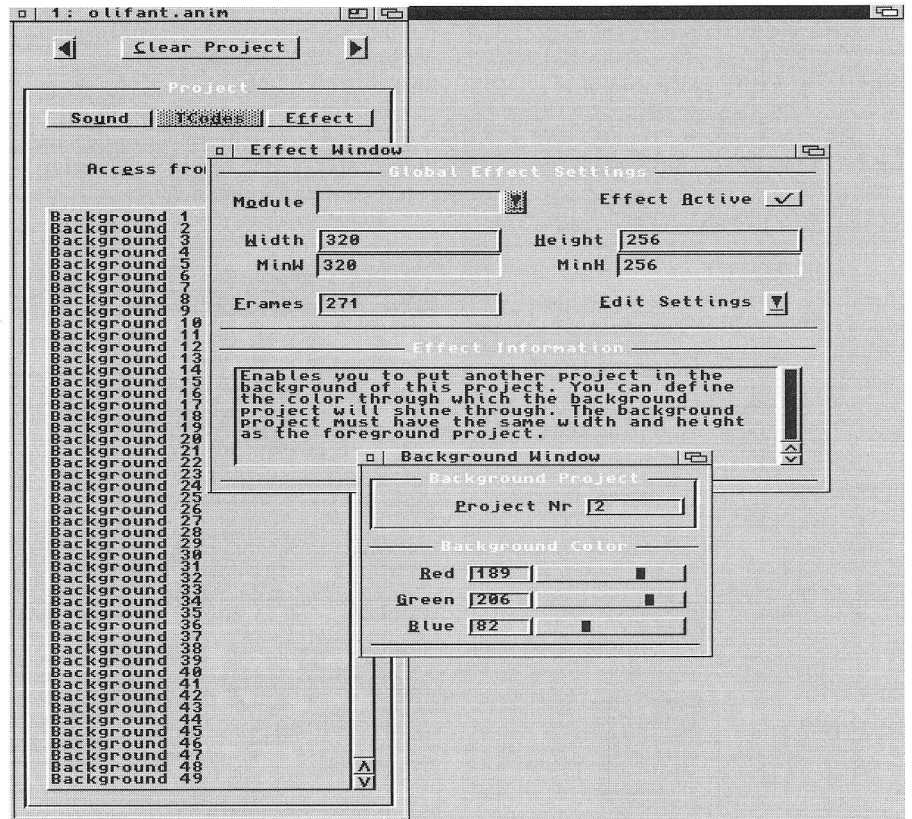 1: olifant.anim
Clear Project
Project
Sound TCodes Effect
Access fro
Background 1
Background 2
Background 3
Background 4
Background 5
Background 6
Background 7
Background 8
Background 9
Background 10
Background 11
Background 12
Background 13
Background 14
Background 15
Background 16
Background 17
Background 18
Background 19
Background 20
Background 21
Background 22
Background 23
Background 24
Background 25
Background 26
Background 27
Background 28
Background 29
Background 30
Background 31
Background 32
Background 33
Background 34
Background 35
Background 36
Background 37
Background 38
Background 39
Background 40
Background 41
Background 42
Background 43
Background 44
Background 45
Background 46
Background 47
Background 48
Background 49
Effect Window
Global Effect Settings
Module Effect Active
Width 320 Height 256
MinW 320 MinH 256
Frames 271 Edit Settings
Effect Information
Enables you to put another project in the
background of this project. You can define
the color through which the background
project will shine through. The background
project must have the same width and height
as the foreground project.
Background Window
Background Project
Project Nr 2
Background Color
Red 189
Green 206
Blue 82